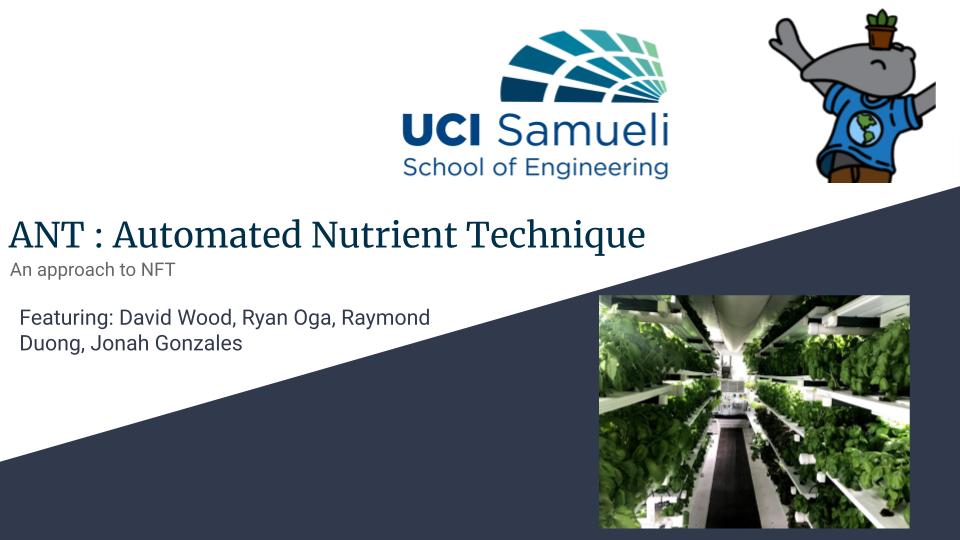 UCI Samueli
School of Engineering
ANT : Automated Nutrient Technique
An approach to NFT
Featuring: David Wood, Ryan Oga, Raymond
Duong, Jonah Gonzales